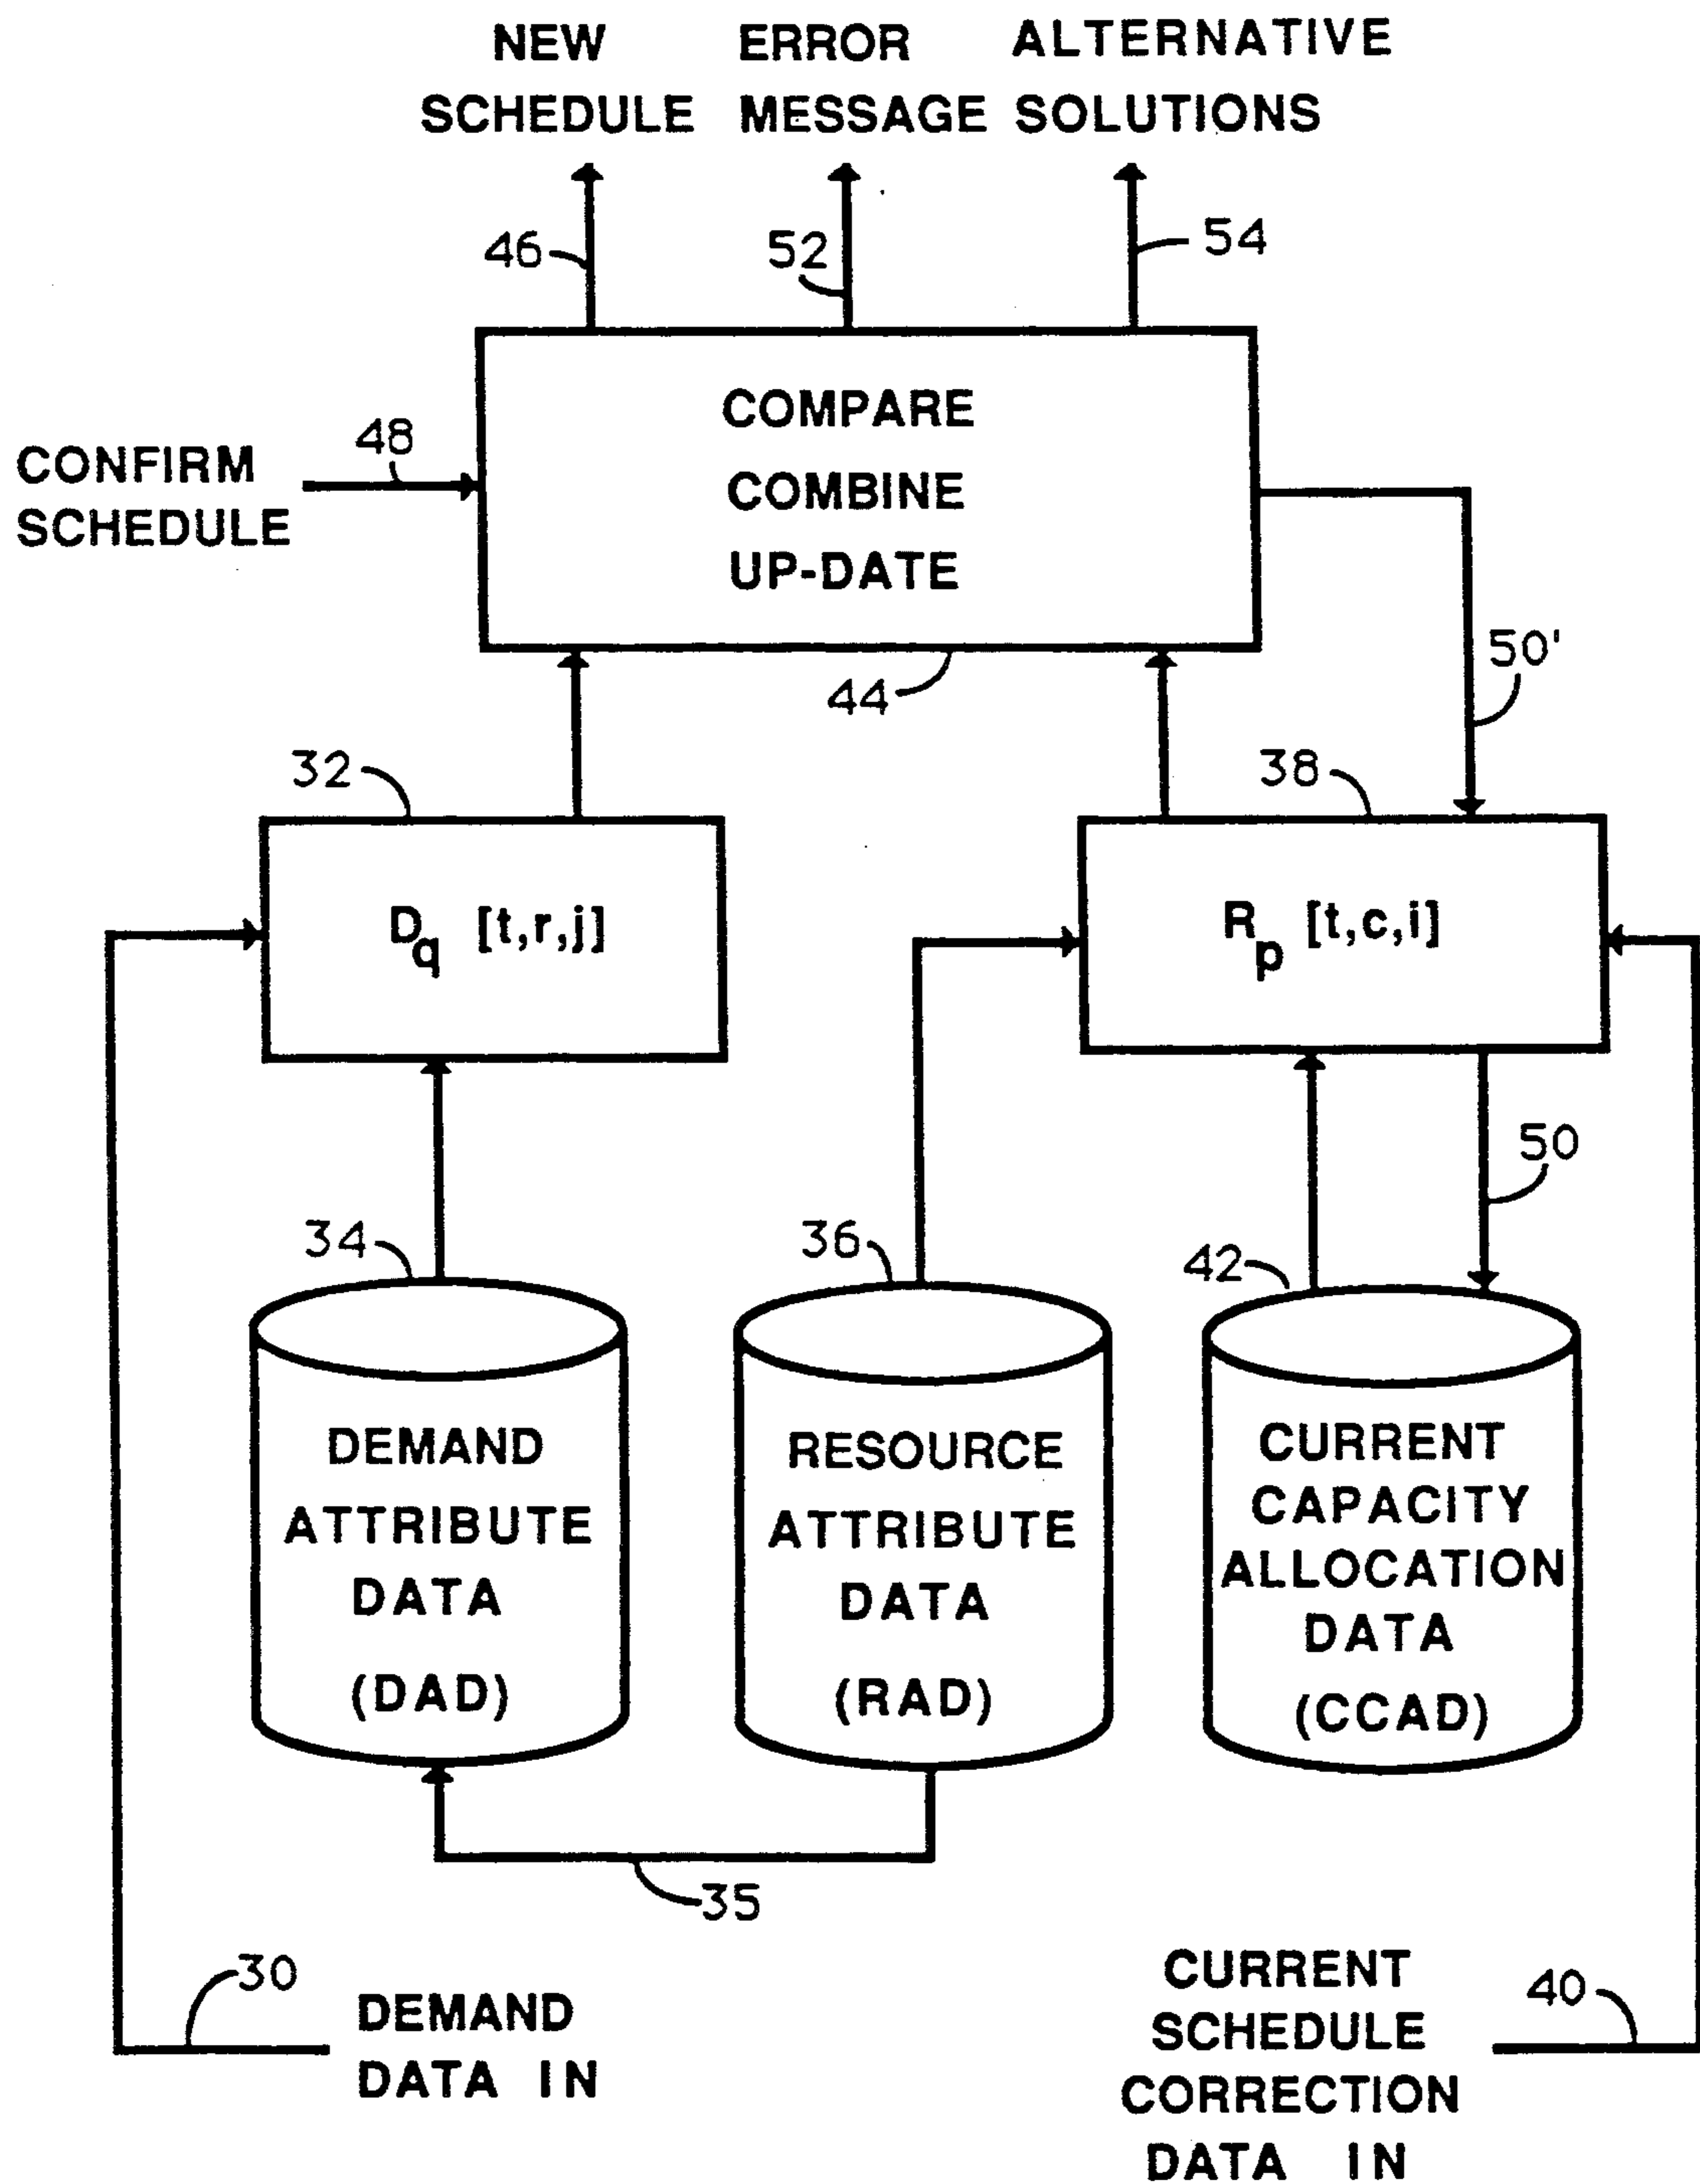 NEW ERROR ALTERNATIVE
SCHEDULE MESSAGE SOLUTIONS
46
52
54
COMPARE
COMBINE
UP-DATE
CONFIRM
SCHEDULE
48
50'
44
32
38
Dq [t,r,j]
Rp [t,c,i]
50
34
36
42
DEMAND
ATTRIBUTE
DATA
(DAD)
RESOURCE
ATTRIBUTE
DATA
(RAD)
CURRENT
CAPACITY
ALLOCATION
DATA
(CCAD)
35
30
DEMAND
DATA IN
CURRENT
SCHEDULE
CORRECTION
DATA IN
40